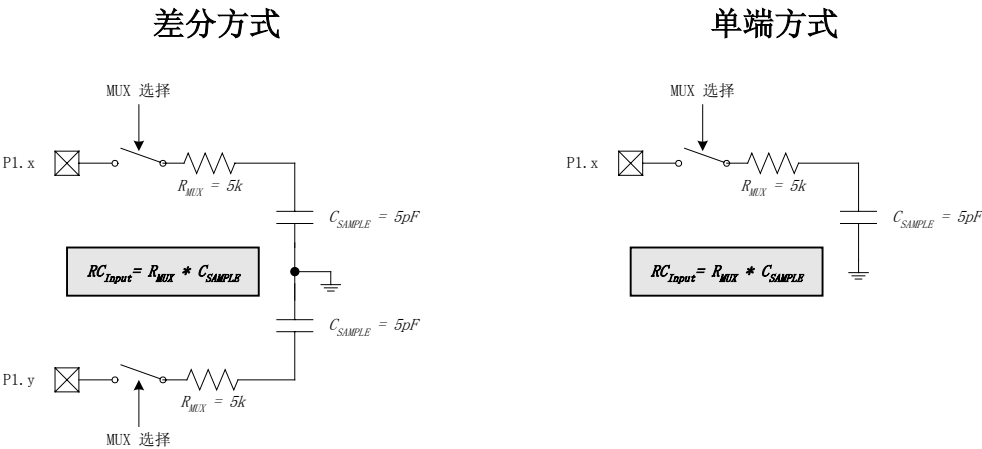 差分方式
MUX 选择
P1.x
R_MUX = 5k
C_SAMPLE = 5pF
RC_Input= R_MUX * C_SAMPLE
C_SAMPLE = 5pF
P1.y
R_MUX = 5k
MUX 选择
单端方式
MUX 选择
P1.x
R_MUX = 5k
C_SAMPLE = 5pF
RC_Input= R_MUX * C_SAMPLE